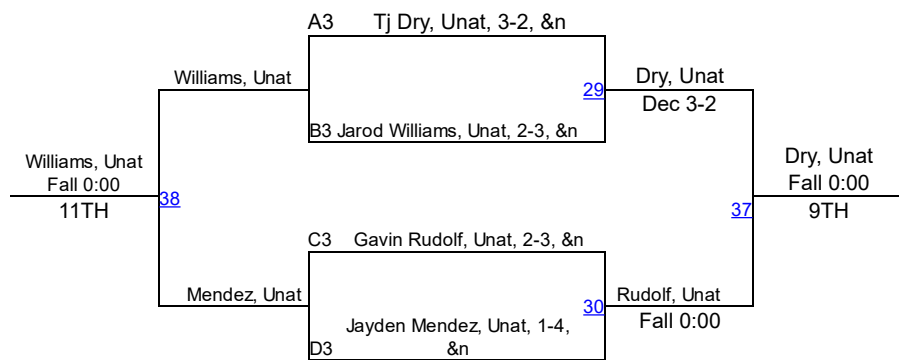 A3 Tj Dry, Unat, 3-2, &n
Williams, Unat
29
Dry, Unat
Dec 3-2
B3 Jarod Williams, Unat, 2-3, &n
Williams, Unat
Fall 0:00
38
11TH
Dry, Unat
Fall 0:00
37
9TH
C3 Gavin Rudolf, Unat, 2-3, &n
Mendez, Unat
30
Rudolf, Unat
Fall 0:00
Jayden Mendez, Unat, 1-4,
D3 &n